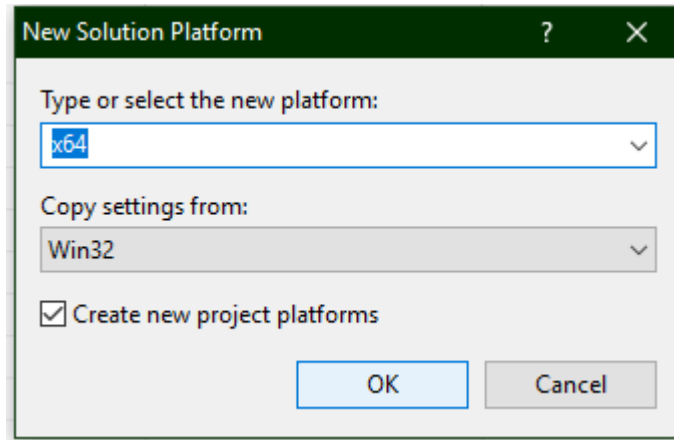 New Solution Platform
Type or select the new platform:
x64
Copy settings from:
Win32
Create new project platforms
OK
Cancel